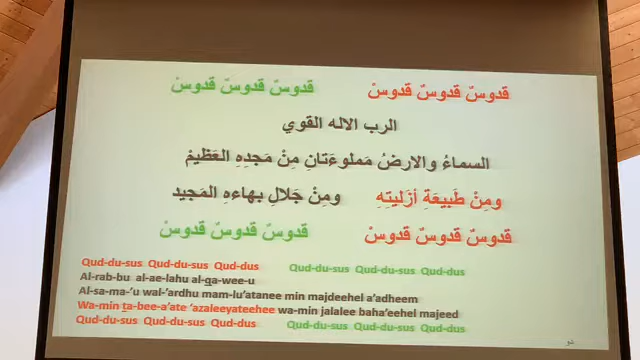 قدوسٌ قدوسٌ قدوسْ قدوسٌ قدوسٌ قدوسْ
الرب الاله القوي
السماءُ والارضُ مَملوءَتانِ مِنْ مَجدِهِ العَظيمْ
ومِنْ طَبيعَةِ أزَليتِهِ ومِنْ جَلالِ بهاءهِ المَجيد
قدوسٌ قدوسٌ قدوسْ قدوسٌ قدوسٌ قدوسْ
Qud-du-sus Qud-du-sus Qud-dus Qud-du-sus Qud-du-sus Qud-dus
Al-rab-bu al-ae-lahu al-qa-wee-u
Al-sa-ma-'u wal-'ardhu mam-lu'atanee min majdeehel a'adheem
Wa-min ta-bee-a'ate 'azaleeyateehee wa-min jalalee baha'eehel majeed
Qud-du-sus Qud-du-sus Qud-dus Qud-du-sus Qud-du-sus Qud-dus